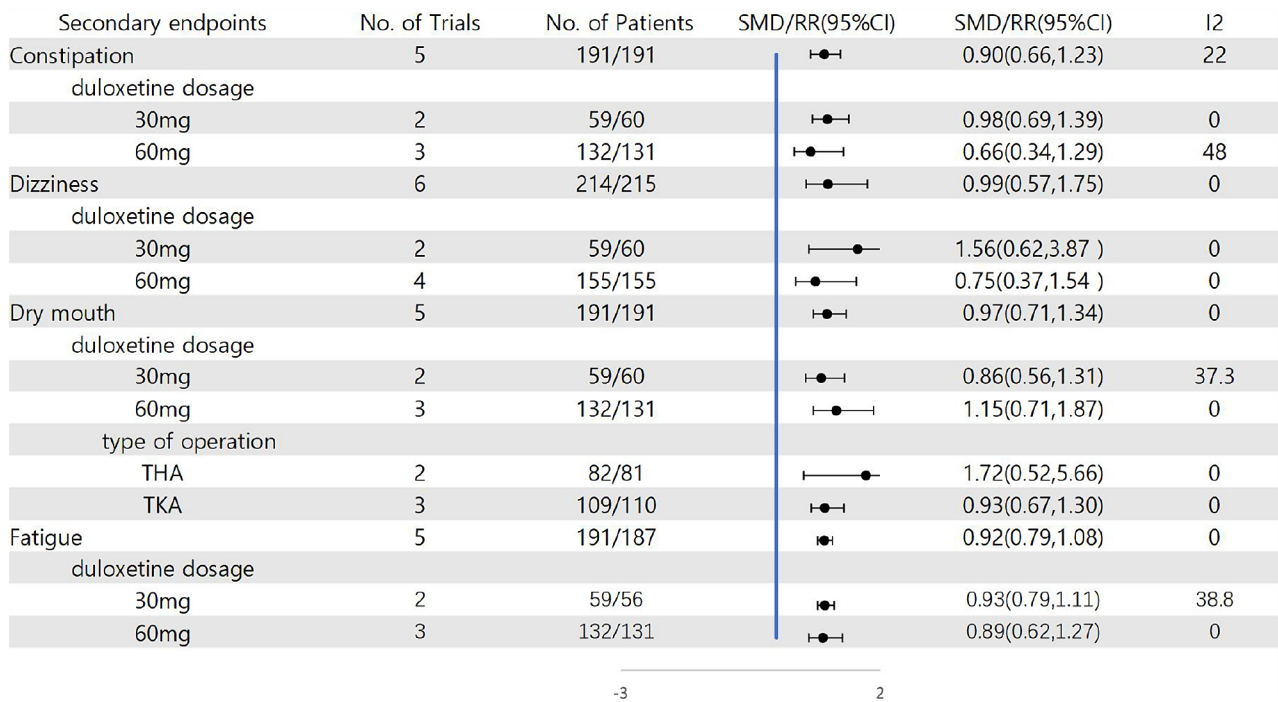 Secondary endpoints No. of Trials No. of Patients SMD/RR(95%CI) SMD/RR(95%CI) I2
Constipation 5 191/191 0.90(0.66,1.23) 22
duloxetine dosage
30mg 2 59/60 0.98(0.69,1.39) 0
60mg 3 132/131 0.66(0.34,1.29) 48
Dizziness 6 214/215 0.99(0.57,1.75) 0
duloxetine dosage
30mg 2 59/60 1.56(0.62,3.87 ) 0
60mg 4 155/155 0.75(0.37,1.54 ) 0
Dry mouth 5 191/191 0.97(0.71,1.34) 0
duloxetine dosage
30mg 2 59/60 0.86(0.56,1.31) 37.3
60mg 3 132/131 1.15(0.71,1.87) 0
type of operation
THA 2 82/81 1.72(0.52,5.66) 0
TKA 3 109/110 0.93(0.67,1.30) 0
Fatigue 5 191/187 0.92(0.79,1.08) 0
duloxetine dosage
30mg 2 59/56 0.93(0.79,1.11) 38.8
60mg 3 132/131 0.89(0.62,1.27) 0
-3 2